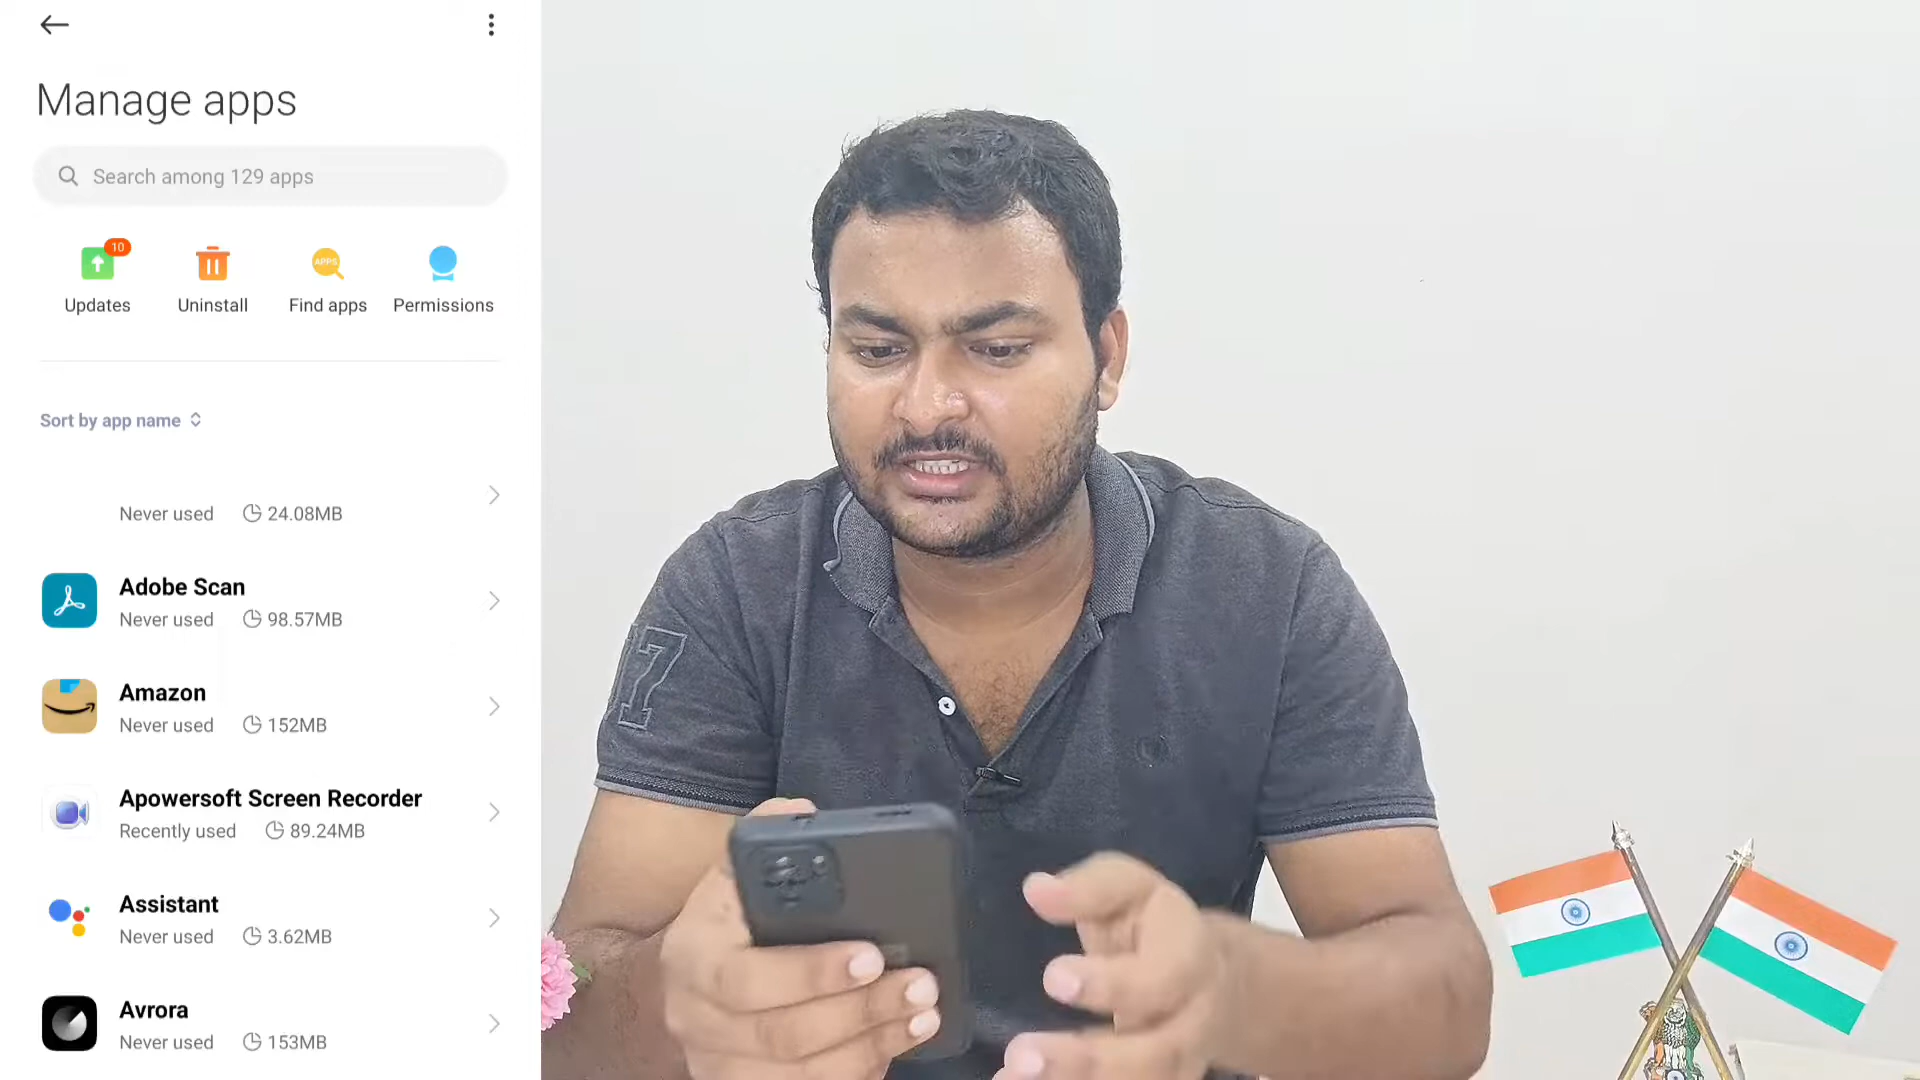 Manage apps
Search among 129 apps
10
APPS
Updates
Uninstall
Find apps
Permissions
Sort by app name
Never used 24.08MB
Adobe Scan
Never used 98.57MB
Amazon
Never used 152MB
Apowersoft Screen Recorder
Recently used 89.24MB
Assistant
Never used 3.62MB
Avrora
Never used 153MB
7